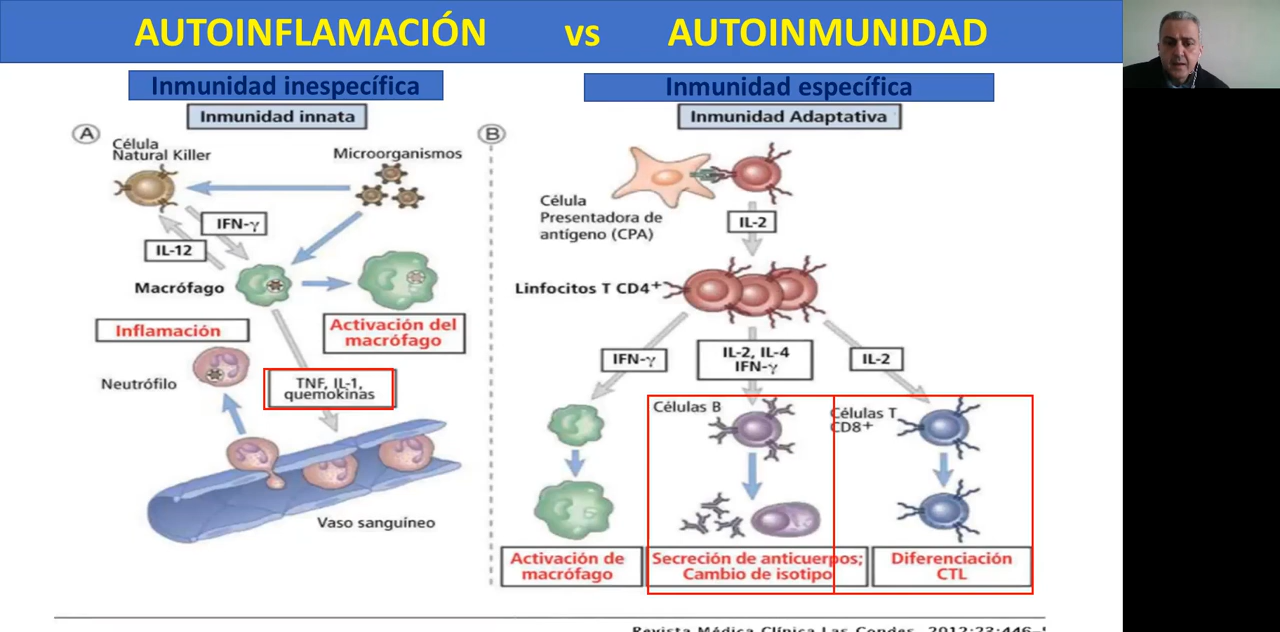 AUTOINFLAMACIÓN vs AUTOINMUNIDAD
Inmunidad inespecífica
Inmunidad específica
Inmunidad innata
Inmunidad Adaptativa
A
Célula
Natural Killer
Microorganismos
IFN-γ
IL-12
Macrófago
Inflamación
Activación del
macrófago
Neutrófilo
TNF, IL-1,
quemokinas
Vaso sanguíneo
B
Célula
Presentadora de
antígeno (CPA)
IL-2
Linfocitos T CD4+
IFN-γ
IL-2, IL-4
IFN-γ
IL-2
Células B
Células T
CD8+
Activación de
macrófago
Secreción de anticuerpos;
Cambio de isotipo
Diferenciación
CTL
Revista Médica Clínica Las Condes, 2012;23:446-